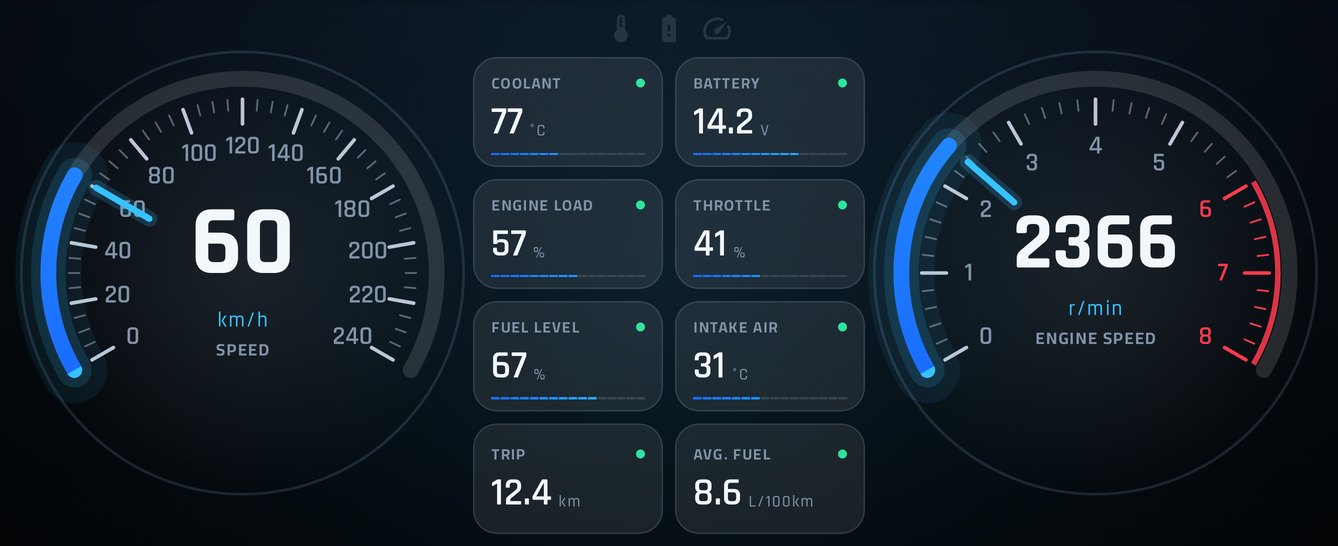 0
20
40
60
80
100
120
140
160
180
200
220
240
60
km/h
SPEED
COOLANT
77 °C
BATTERY
14.2 V
ENGINE LOAD
57 %
THROTTLE
41 %
FUEL LEVEL
67 %
INTAKE AIR
31 °C
TRIP
12.4 km
AVG. FUEL
8.6 L/100km
0
1
2
3
4
5
6
7
8
2366
r/min
ENGINE SPEED